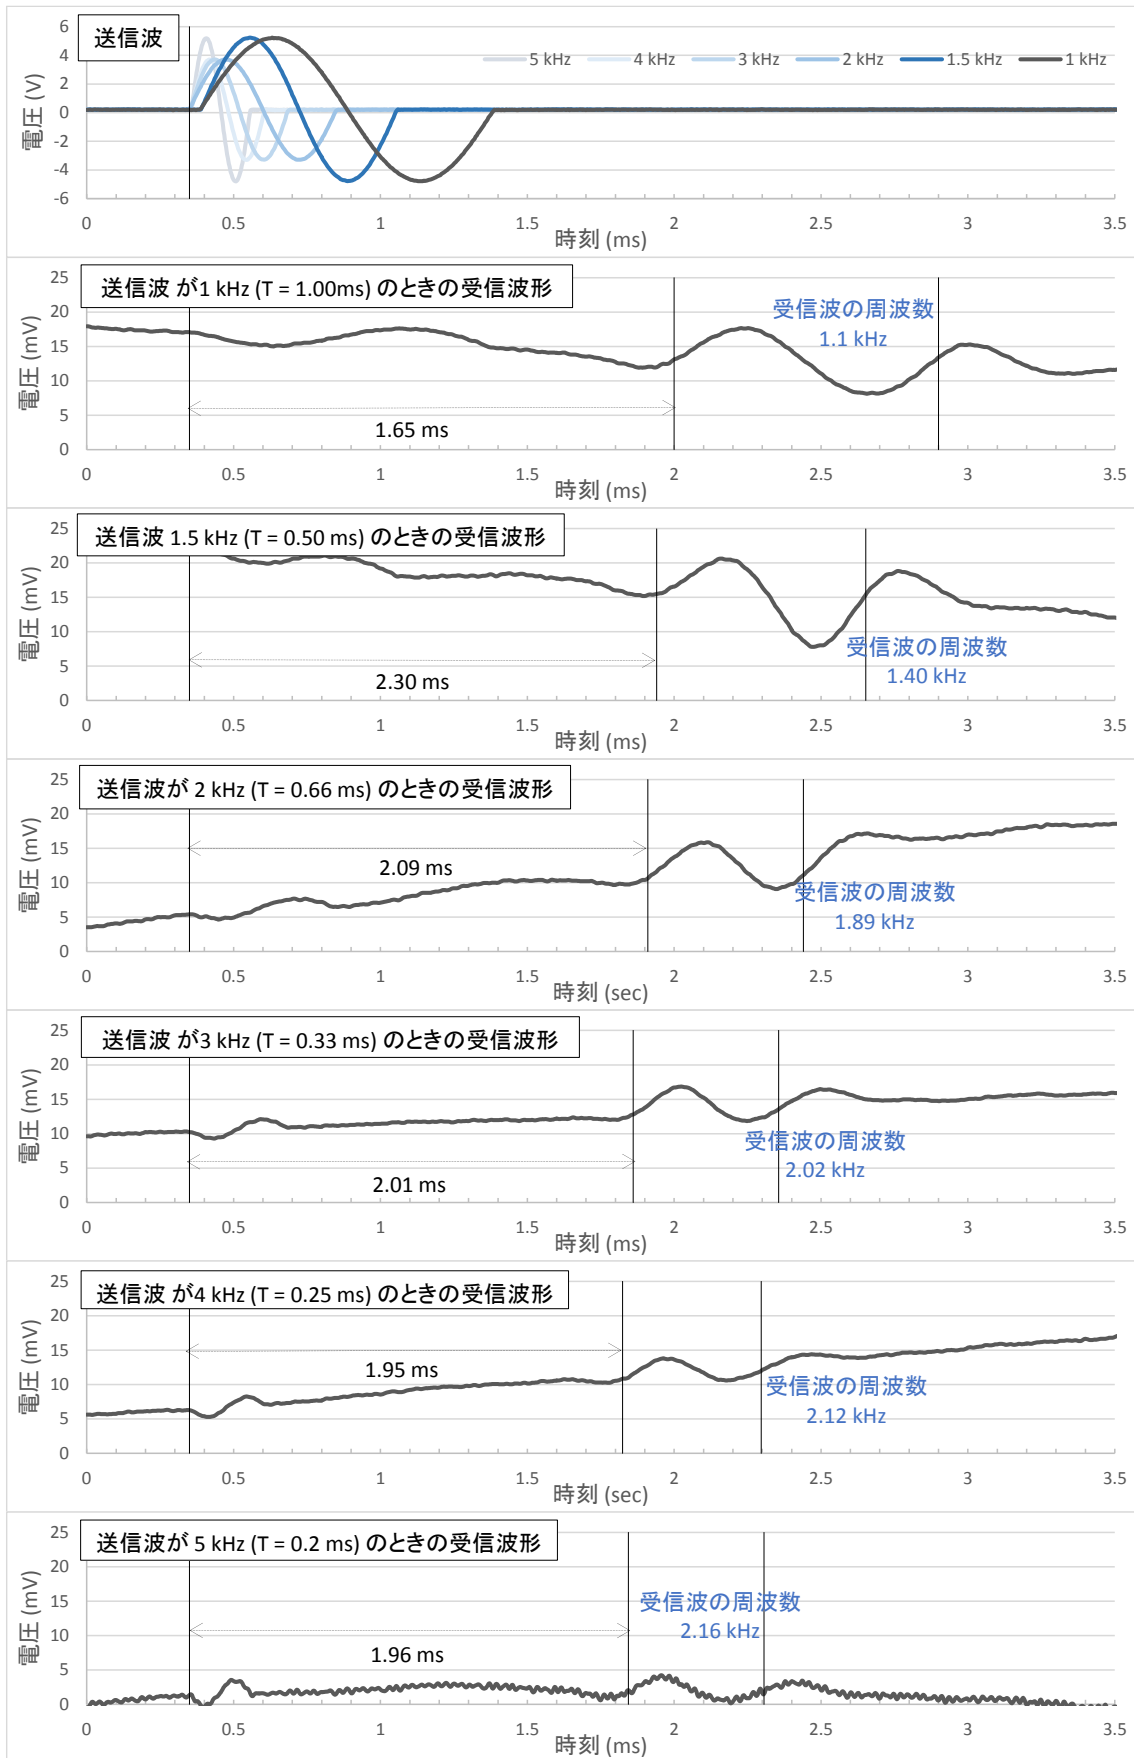 送信波
5 kHz 4 kHz 3 kHz 2 kHz 1.5 kHz 1 kHz
電圧 (V)
6
4
2
0
-2
-4
-6
0 0.5 1 1.5 2 2.5 3 3.5
時刻 (ms)
送信波 が1 kHz (T = 1.00ms) のときの受信波形
電圧 (mV)
25
20
15
10
5
0
受信波の周波数
1.1 kHz
1.65 ms
0 0.5 1 1.5 2 2.5 3 3.5
時刻 (ms)
送信波 1.5 kHz (T = 0.50 ms) のときの受信波形
電圧 (mV)
25
20
15
10
5
0
受信波の周波数
1.40 kHz
2.30 ms
0 0.5 1 1.5 2 2.5 3 3.5
時刻 (ms)
送信波が 2 kHz (T = 0.66 ms) のときの受信波形
電圧 (mV)
25
20
15
10
5
0
2.09 ms
受信波の周波数
1.89 kHz
0 0.5 1 1.5 2 2.5 3 3.5
時刻 (sec)
送信波 が3 kHz (T = 0.33 ms) のときの受信波形
電圧 (mV)
25
20
15
10
5
0
受信波の周波数
2.02 kHz
2.01 ms
0 0.5 1 1.5 2 2.5 3 3.5
時刻 (ms)
送信波 が4 kHz (T = 0.25 ms) のときの受信波形
電圧 (mV)
25
20
15
10
5
0
1.95 ms
受信波の周波数
2.12 kHz
0 0.5 1 1.5 2 2.5 3 3.5
時刻 (sec)
送信波が 5 kHz (T = 0.2 ms) のときの受信波形
電圧 (mV)
25
20
15
10
5
0
受信波の周波数
2.16 kHz
1.96 ms
0 0.5 1 1.5 2 2.5 3 3.5
時刻 (ms)